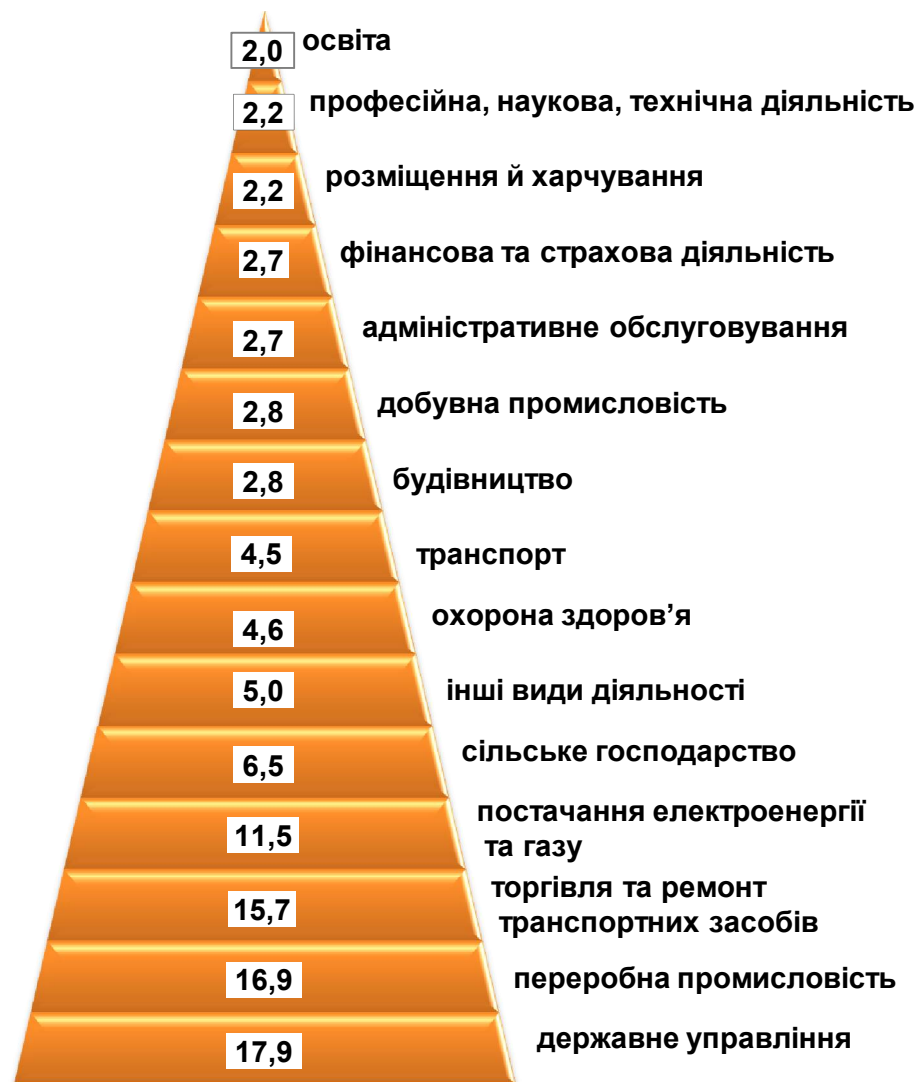 2,0 освіта
2,2 професійна, наукова, технічна діяльність
2,2 розміщення й харчування
2,7 фінансова та страхова діяльність
2,7 адміністративне обслуговування
2,8 добувна промисловість
2,8 будівництво
4,5 транспорт
4,6 охорона здоров’я
5,0 інші види діяльності
6,5 сільське господарство
11,5 постачання електроенергії
та газу
15,7 торгівля та ремонт
транспортних засобів
16,9 переробна промисловість
17,9 державне управління